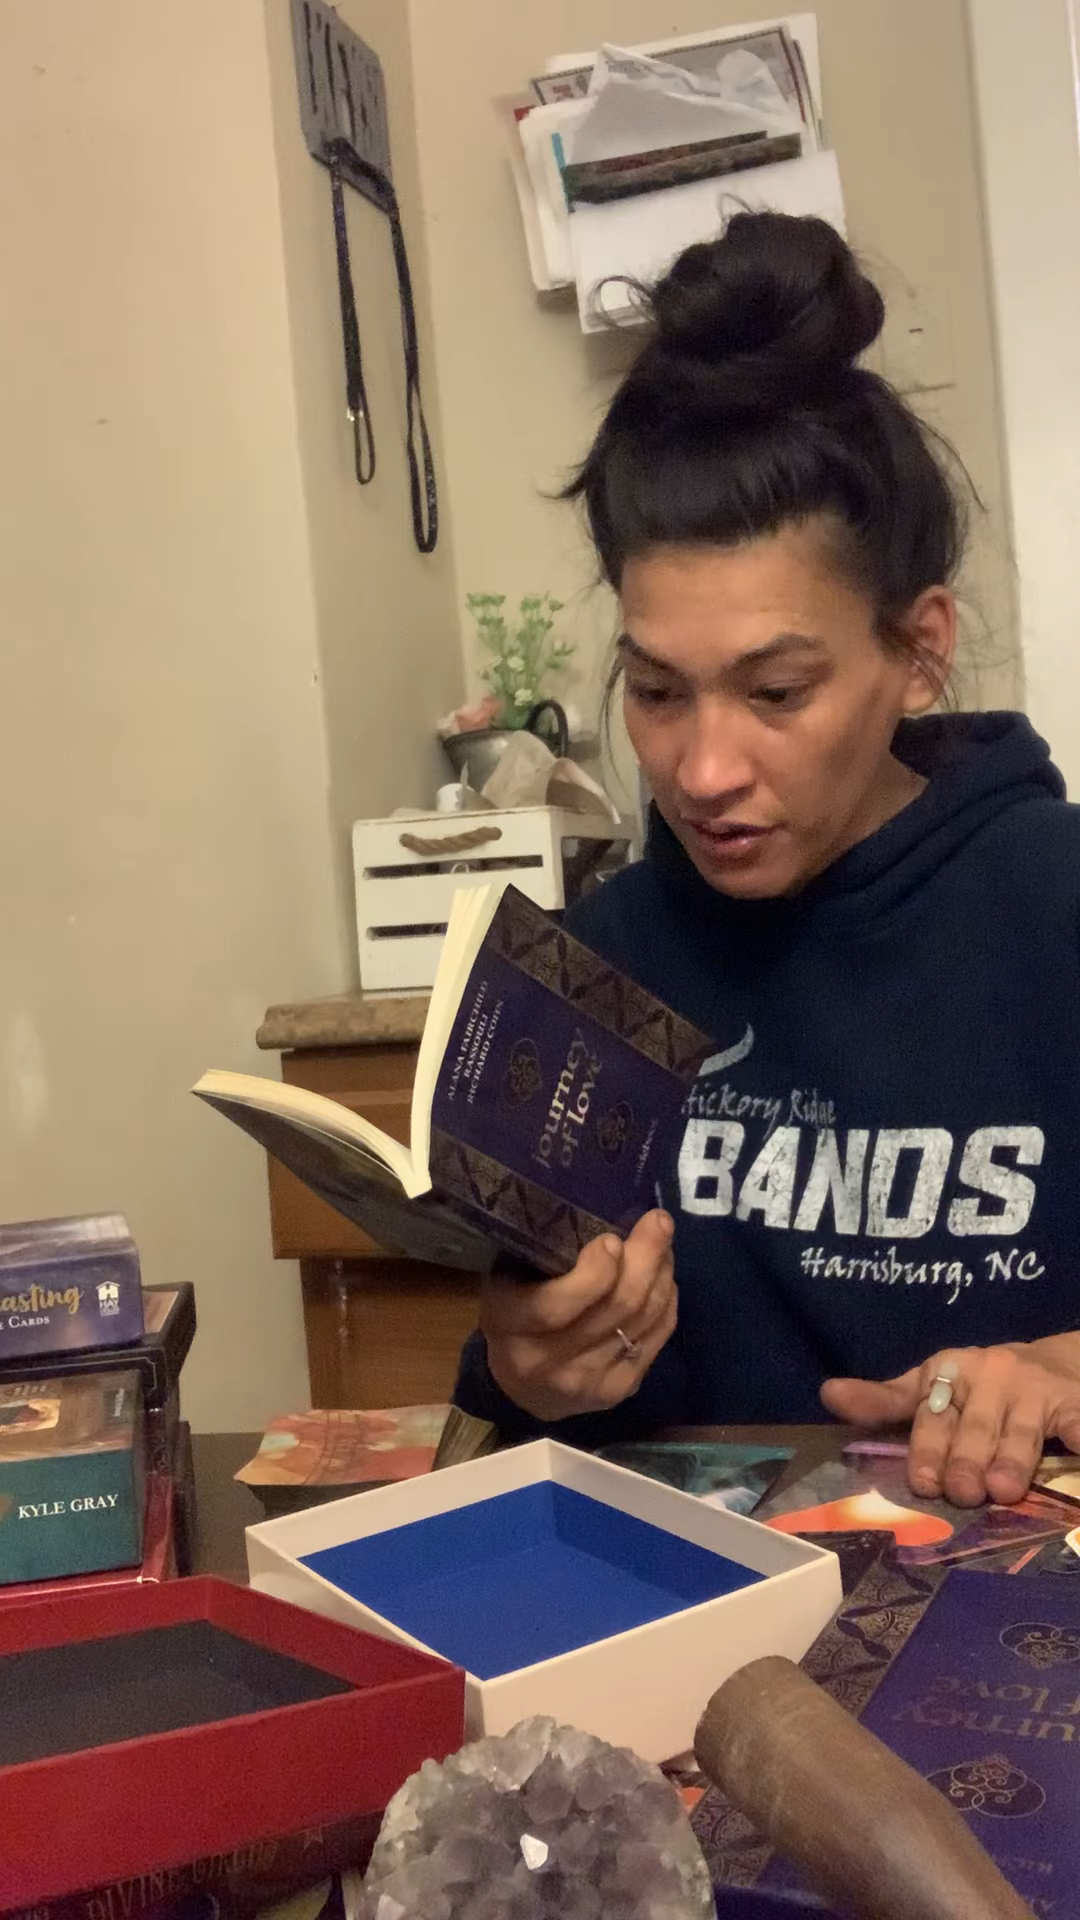 ALANA FAIRCHILD
RASSOULI
RICHARD COHN
journey
of love
guidebook
Hickory Ridge
BANDS
Harrisburg, NC
asting
CARDS
HAY
KYLE GRAY
journey
of love